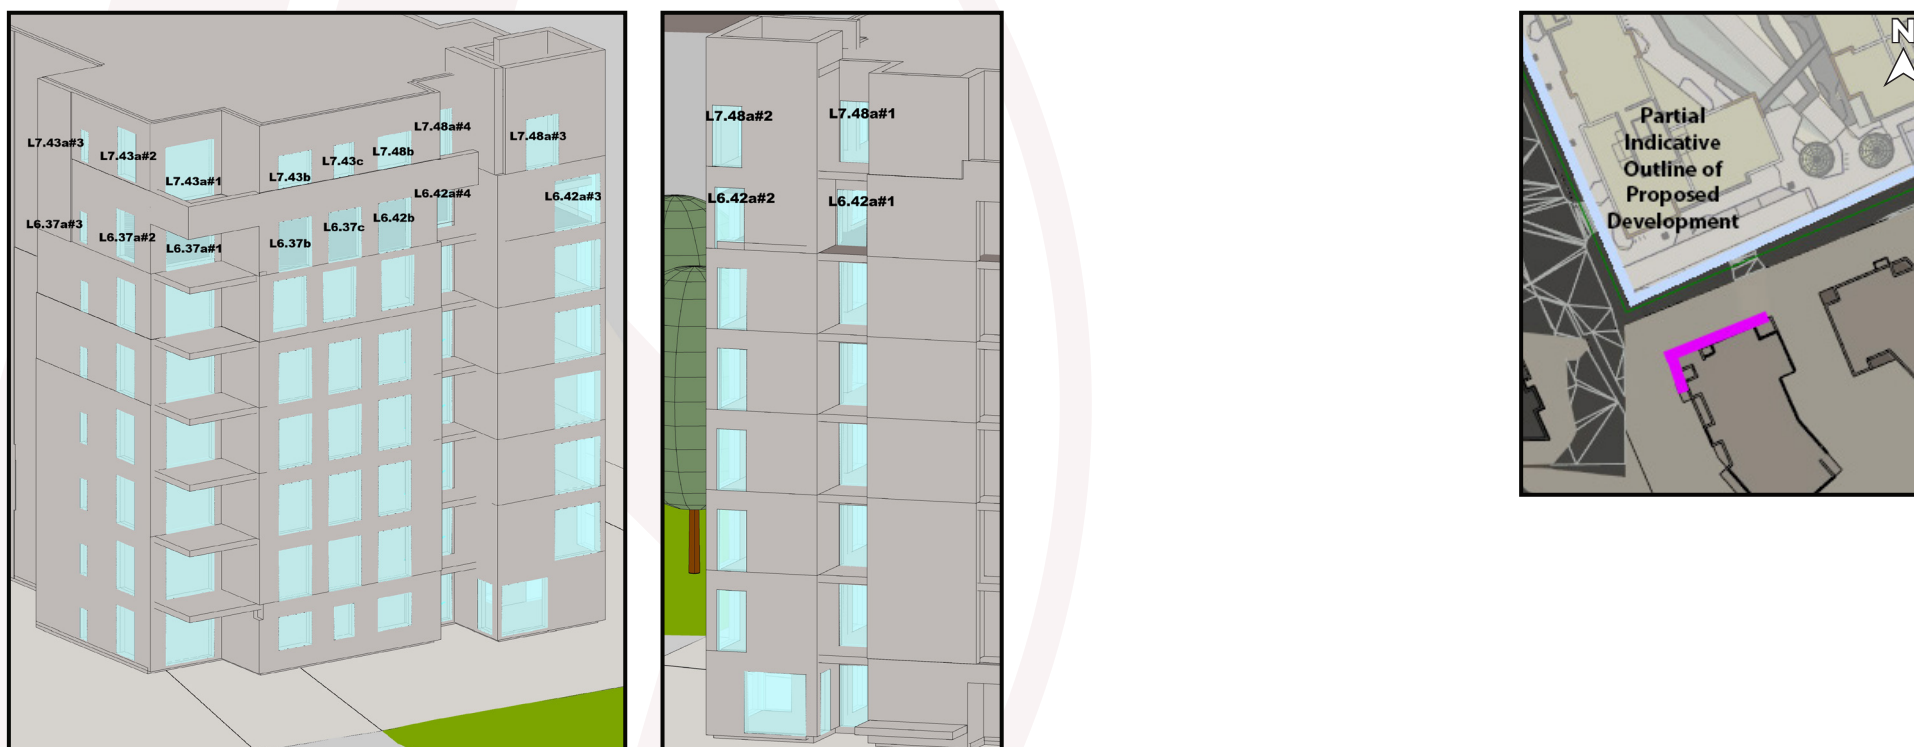 L7.43a#3
L7.43a#2
L7.43a#1
L7.43b
L7.43c
L7.48b
L7.48a#4
L7.48a#3
L6.37a#3
L6.37a#2
L6.37a#1
L6.37b
L6.37c
L6.42b
L6.42a#4
L6.42a#3
L7.48a#2
L7.48a#1
L6.42a#2
L6.42a#1
N
Partial
Indicative
Outline of
Proposed
Development